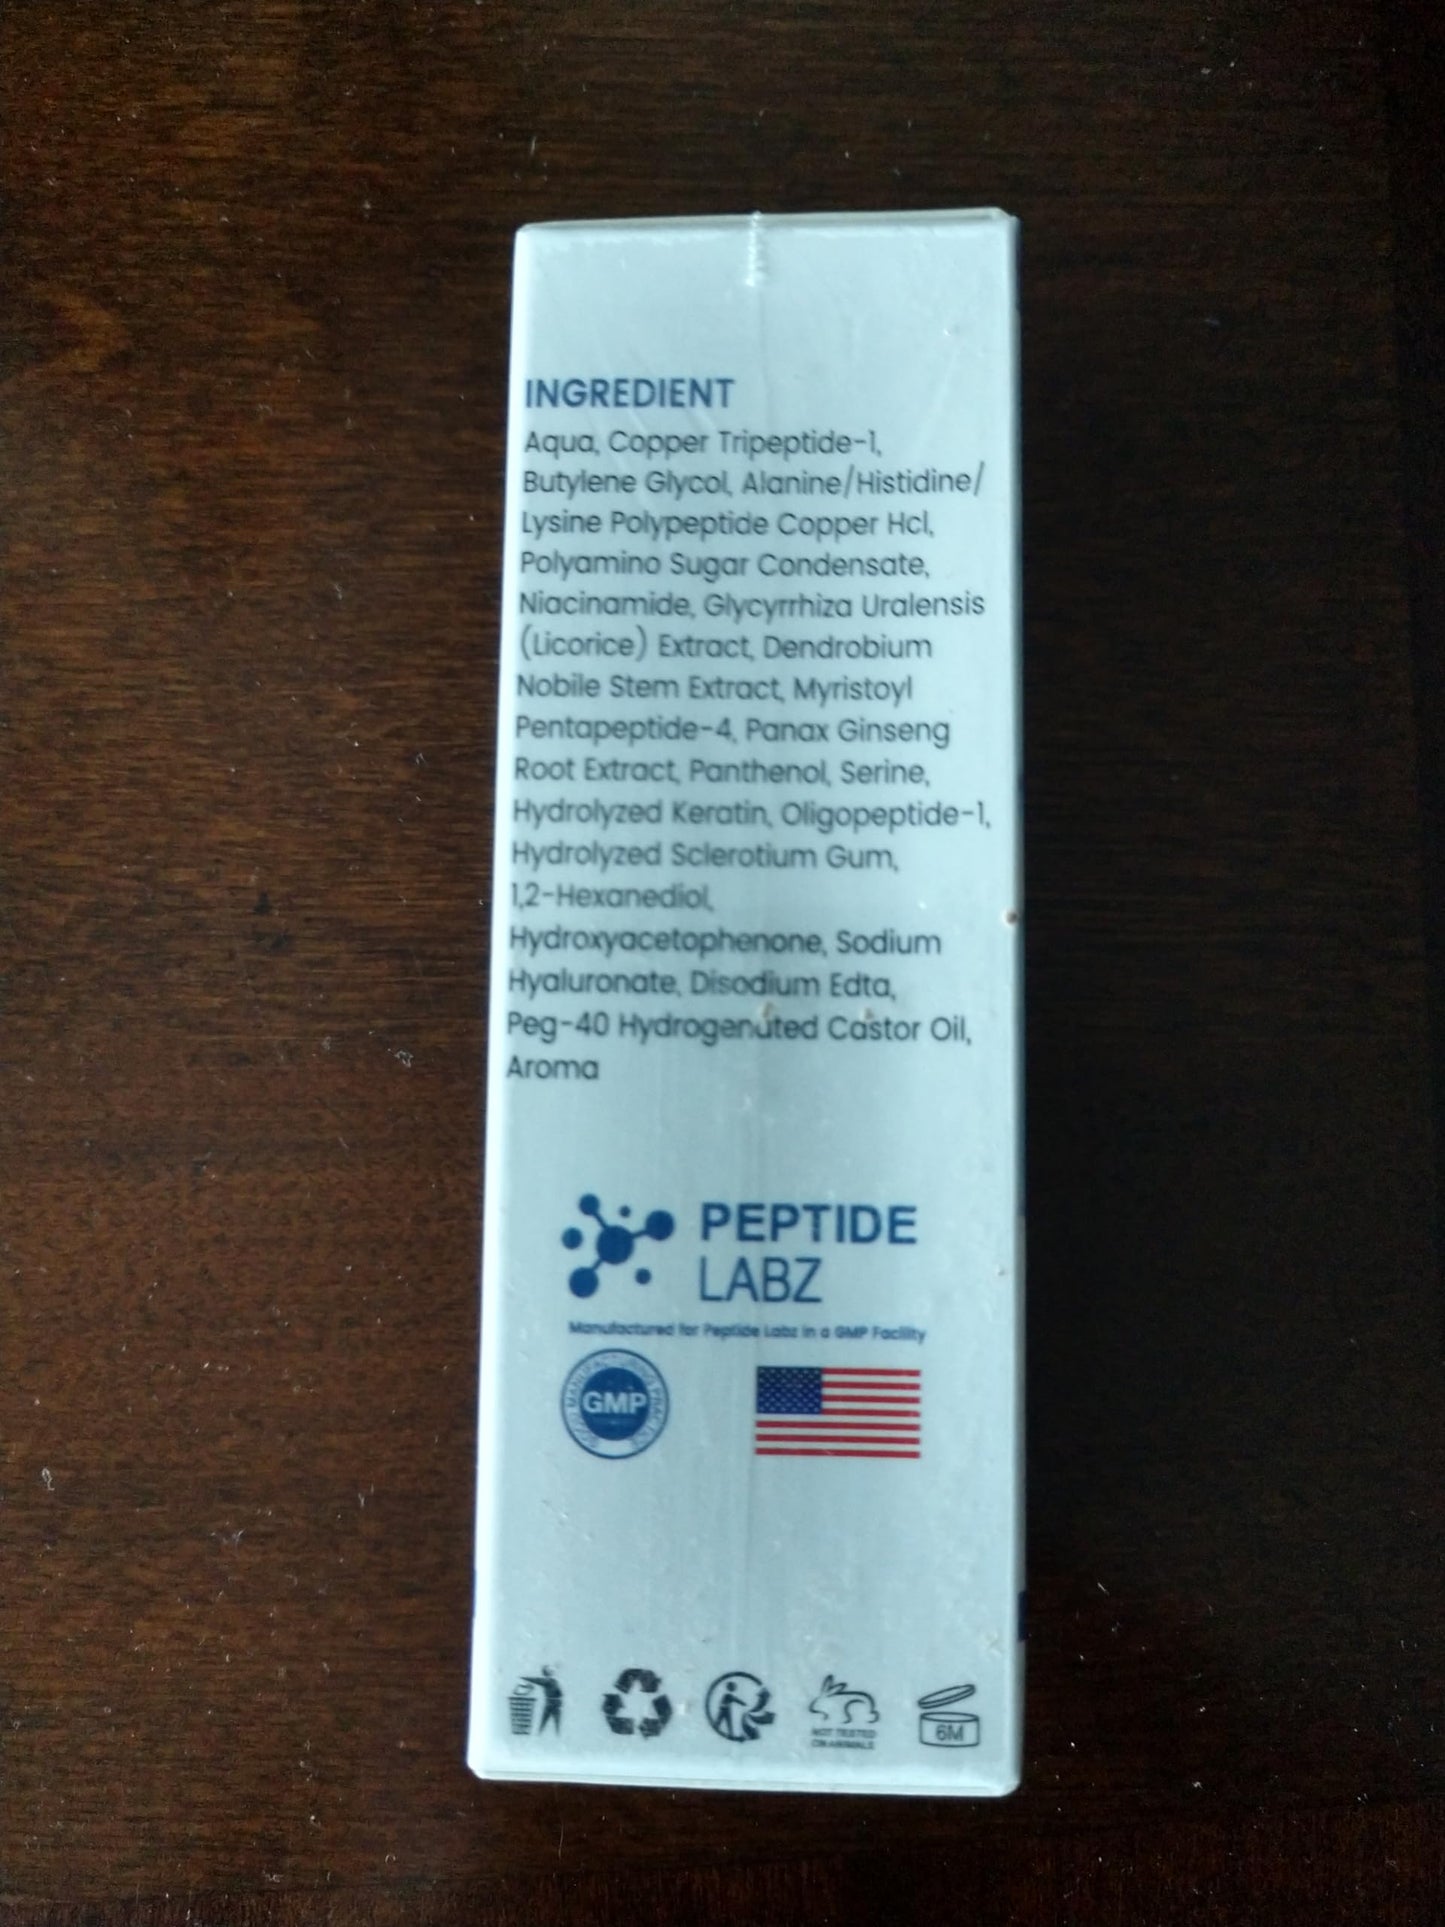 INGREDIENT
Aqua, Copper Tripeptide-1,
Butylene Glycol, Alanine/Histidine/
Lysine Polypeptide Copper Hcl,
Polyamino Sugar Condensate,
Niacinamide, Glycyrrhiza Uralensis
(Licorice) Extract, Dendrobium
Nobile Stem Extract, Myristoyl
Pentapeptide-4, Panax Ginseng
Root Extract, Panthenol, Serine,
Hydrolyzed Keratin, Oligopeptide-1,
Hydrolyzed Sclerotium Gum,
1,2-Hexanediol,
Hydroxyacetophenone, Sodium
Hyaluronate, Disodium Edta,
Peg-40 Hydrogenated Castor Oil,
Aroma
PEPTIDE
LABZ
Manufactured for Peptide Labz in a GMP Facility
MANUFACTURING PRACTICE
GMP
NOT TESTED
ON ANIMALS
6M